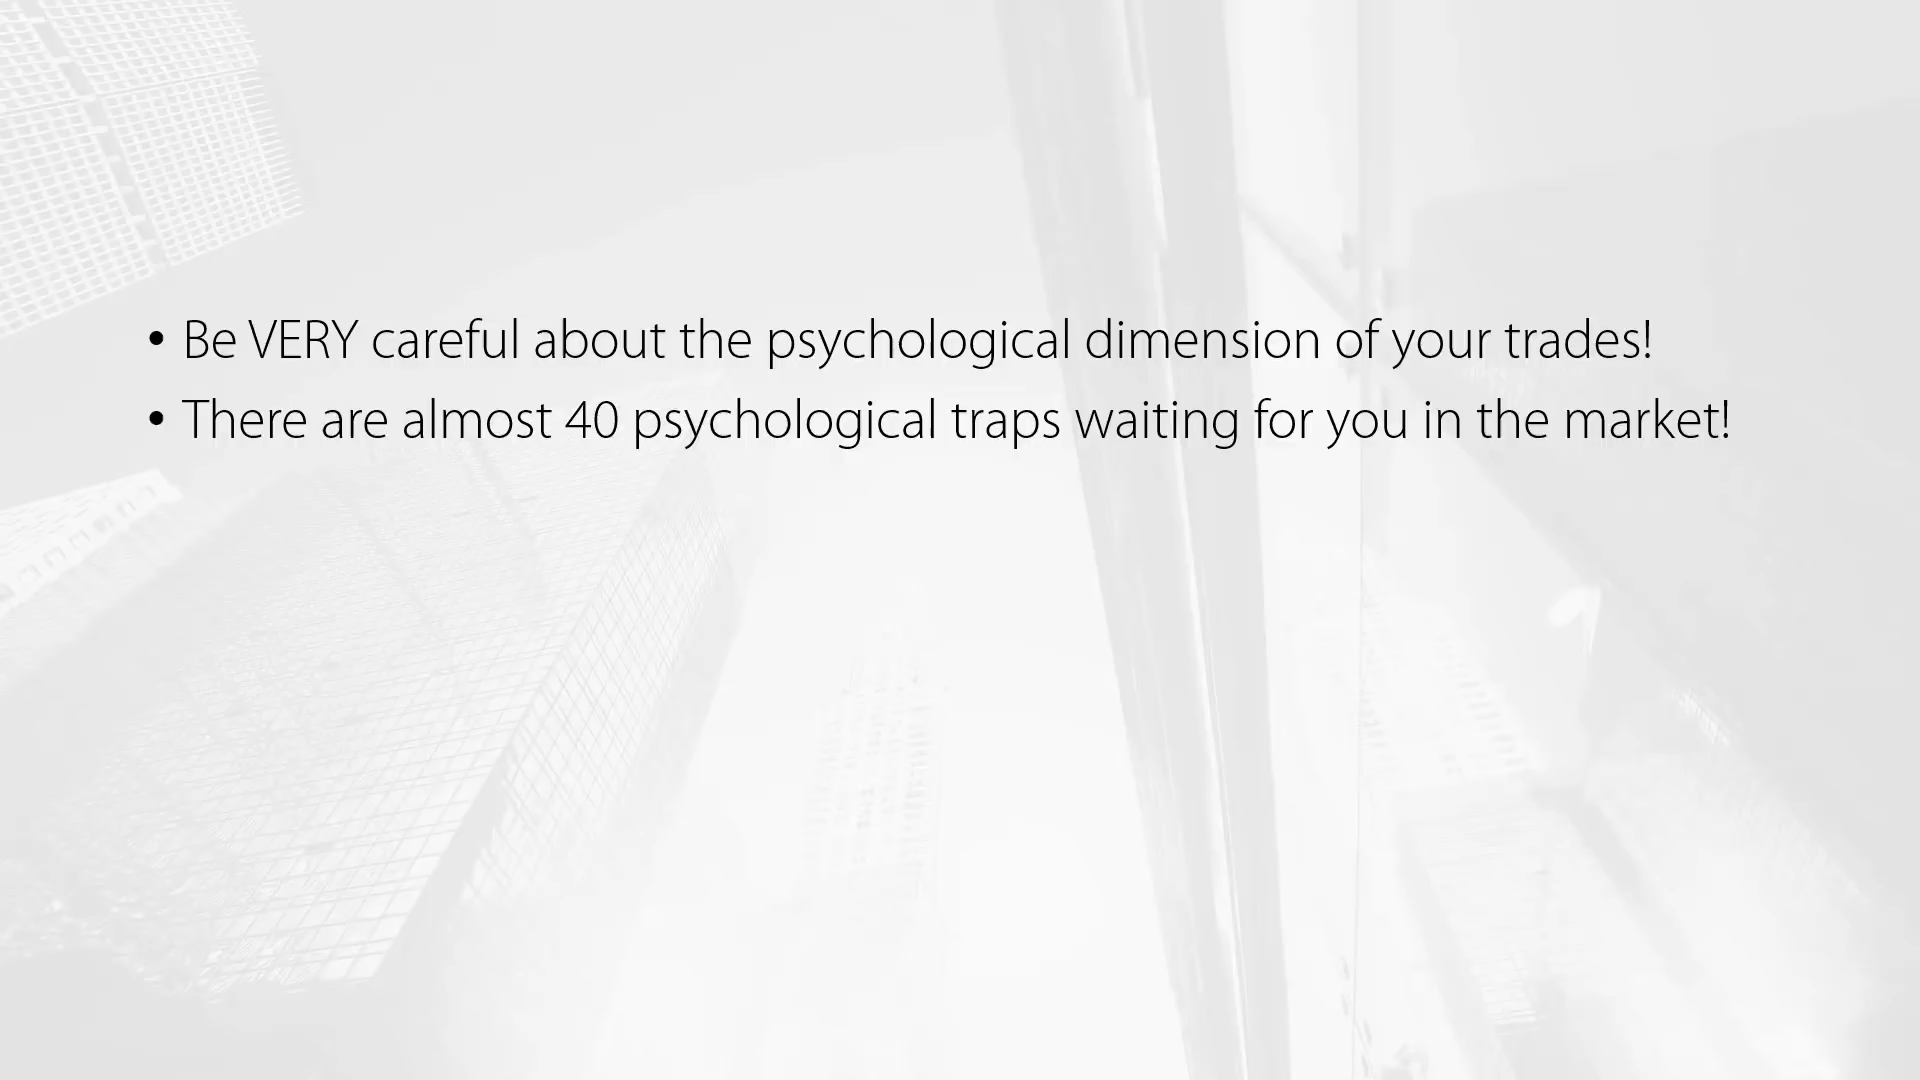 • Be VERY careful about the psychological dimension of your trades!
• There are almost 40 psychological traps waiting for you in the market!